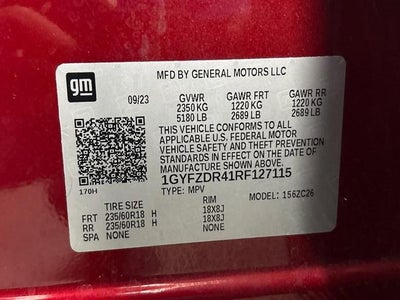 gm
MFD BY GENERAL MOTORS LLC
09/23 GVWR GAWR FRT GAWR RR
2350 KG 1220 KG 1220 KG
5180 LB 2689 LB 2689 LB
THIS VEHICLE CONFORMS TO ALL
APPLICABLE U.S. FEDERAL MOTOR
VEHICLE SAFETY AND THEFT PREVENTION
STANDARDS IN EFFECT ON THE DATE OF
MANUFACTURE SHOWN ABOVE.
1GYFZDR41RF127115
170H TYPE: MPV MODEL: 156ZC26
TIRE SIZE RIM
FRT 235/60R18 H 18X8J
RR 235/60R18 H 18X8J
SPA NONE NONE